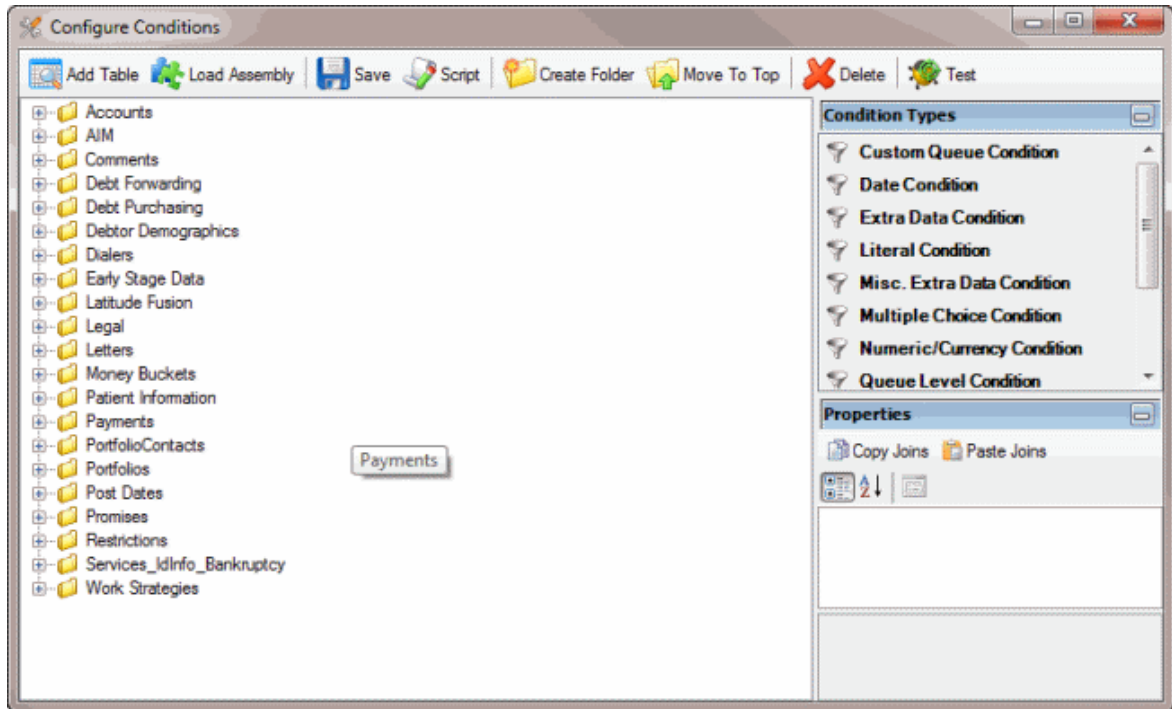 Configure Conditions
Add Table Load Assembly Save Script Create Folder Move To Top Delete Test
Accounts
AIM
Comments
Debt Forwarding
Debt Purchasing
Debtor Demographics
Dialers
Early Stage Data
Latitude Fusion
Legal
Letters
Money Buckets
Patient Information
Payments
PortfolioContacts
Portfolios
Post Dates
Promises
Restrictions
Services_IdInfo_Bankruptcy
Work Strategies
Payments
Condition Types
Custom Queue Condition
Date Condition
Extra Data Condition
Literal Condition
Misc. Extra Data Condition
Multiple Choice Condition
Numeric/Currency Condition
Queue Level Condition
Properties
Copy Joins Paste Joins